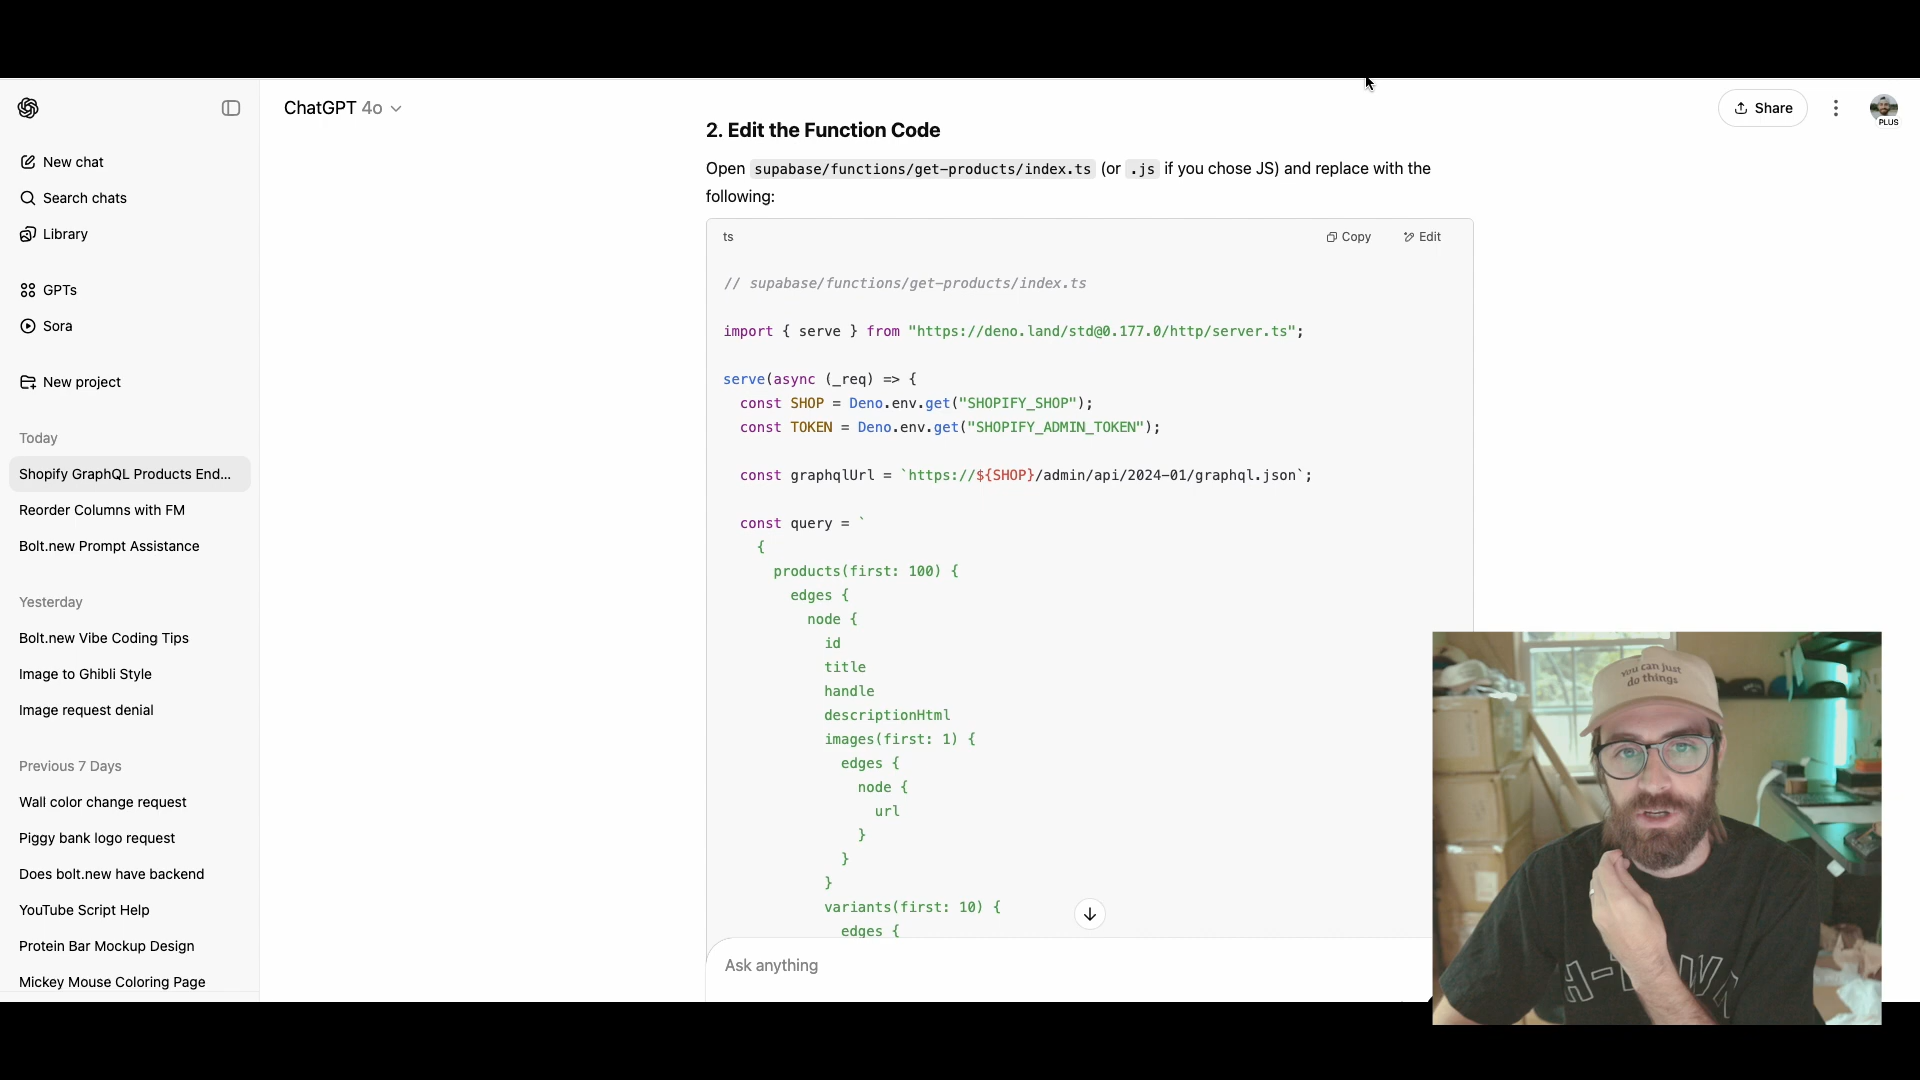 ChatGPT 4o
Share
PLUS
New chat
Search chats
Library
GPTs
Sora
New project
Today
Shopify GraphQL Products End...
Reorder Columns with FM
Bolt.new Prompt Assistance
Yesterday
Bolt.new Vibe Coding Tips
Image to Ghibli Style
Image request denial
Previous 7 Days
Wall color change request
Piggy bank logo request
Does bolt.new have backend
YouTube Script Help
Protein Bar Mockup Design
Mickey Mouse Coloring Page
2. Edit the Function Code
Open supabase/functions/get-products/index.ts (or .js if you chose JS) and replace with the
following:
ts
Copy
Edit
// supabase/functions/get-products/index.ts
import { serve } from "https://deno.land/std@0.177.0/http/server.ts";
serve(async (_req) => {
const SHOP = Deno.env.get("SHOPIFY_SHOP");
const TOKEN = Deno.env.get("SHOPIFY_ADMIN_TOKEN");
const graphqlUrl = `https://${SHOP}/admin/api/2024-01/graphql.json`;
const query = `
{
products(first: 100) {
edges {
node {
id
title
handle
descriptionHtml
images(first: 1) {
edges {
node {
url
}
}
}
variants(first: 10) {
edges {
Ask anything
you can just
do things